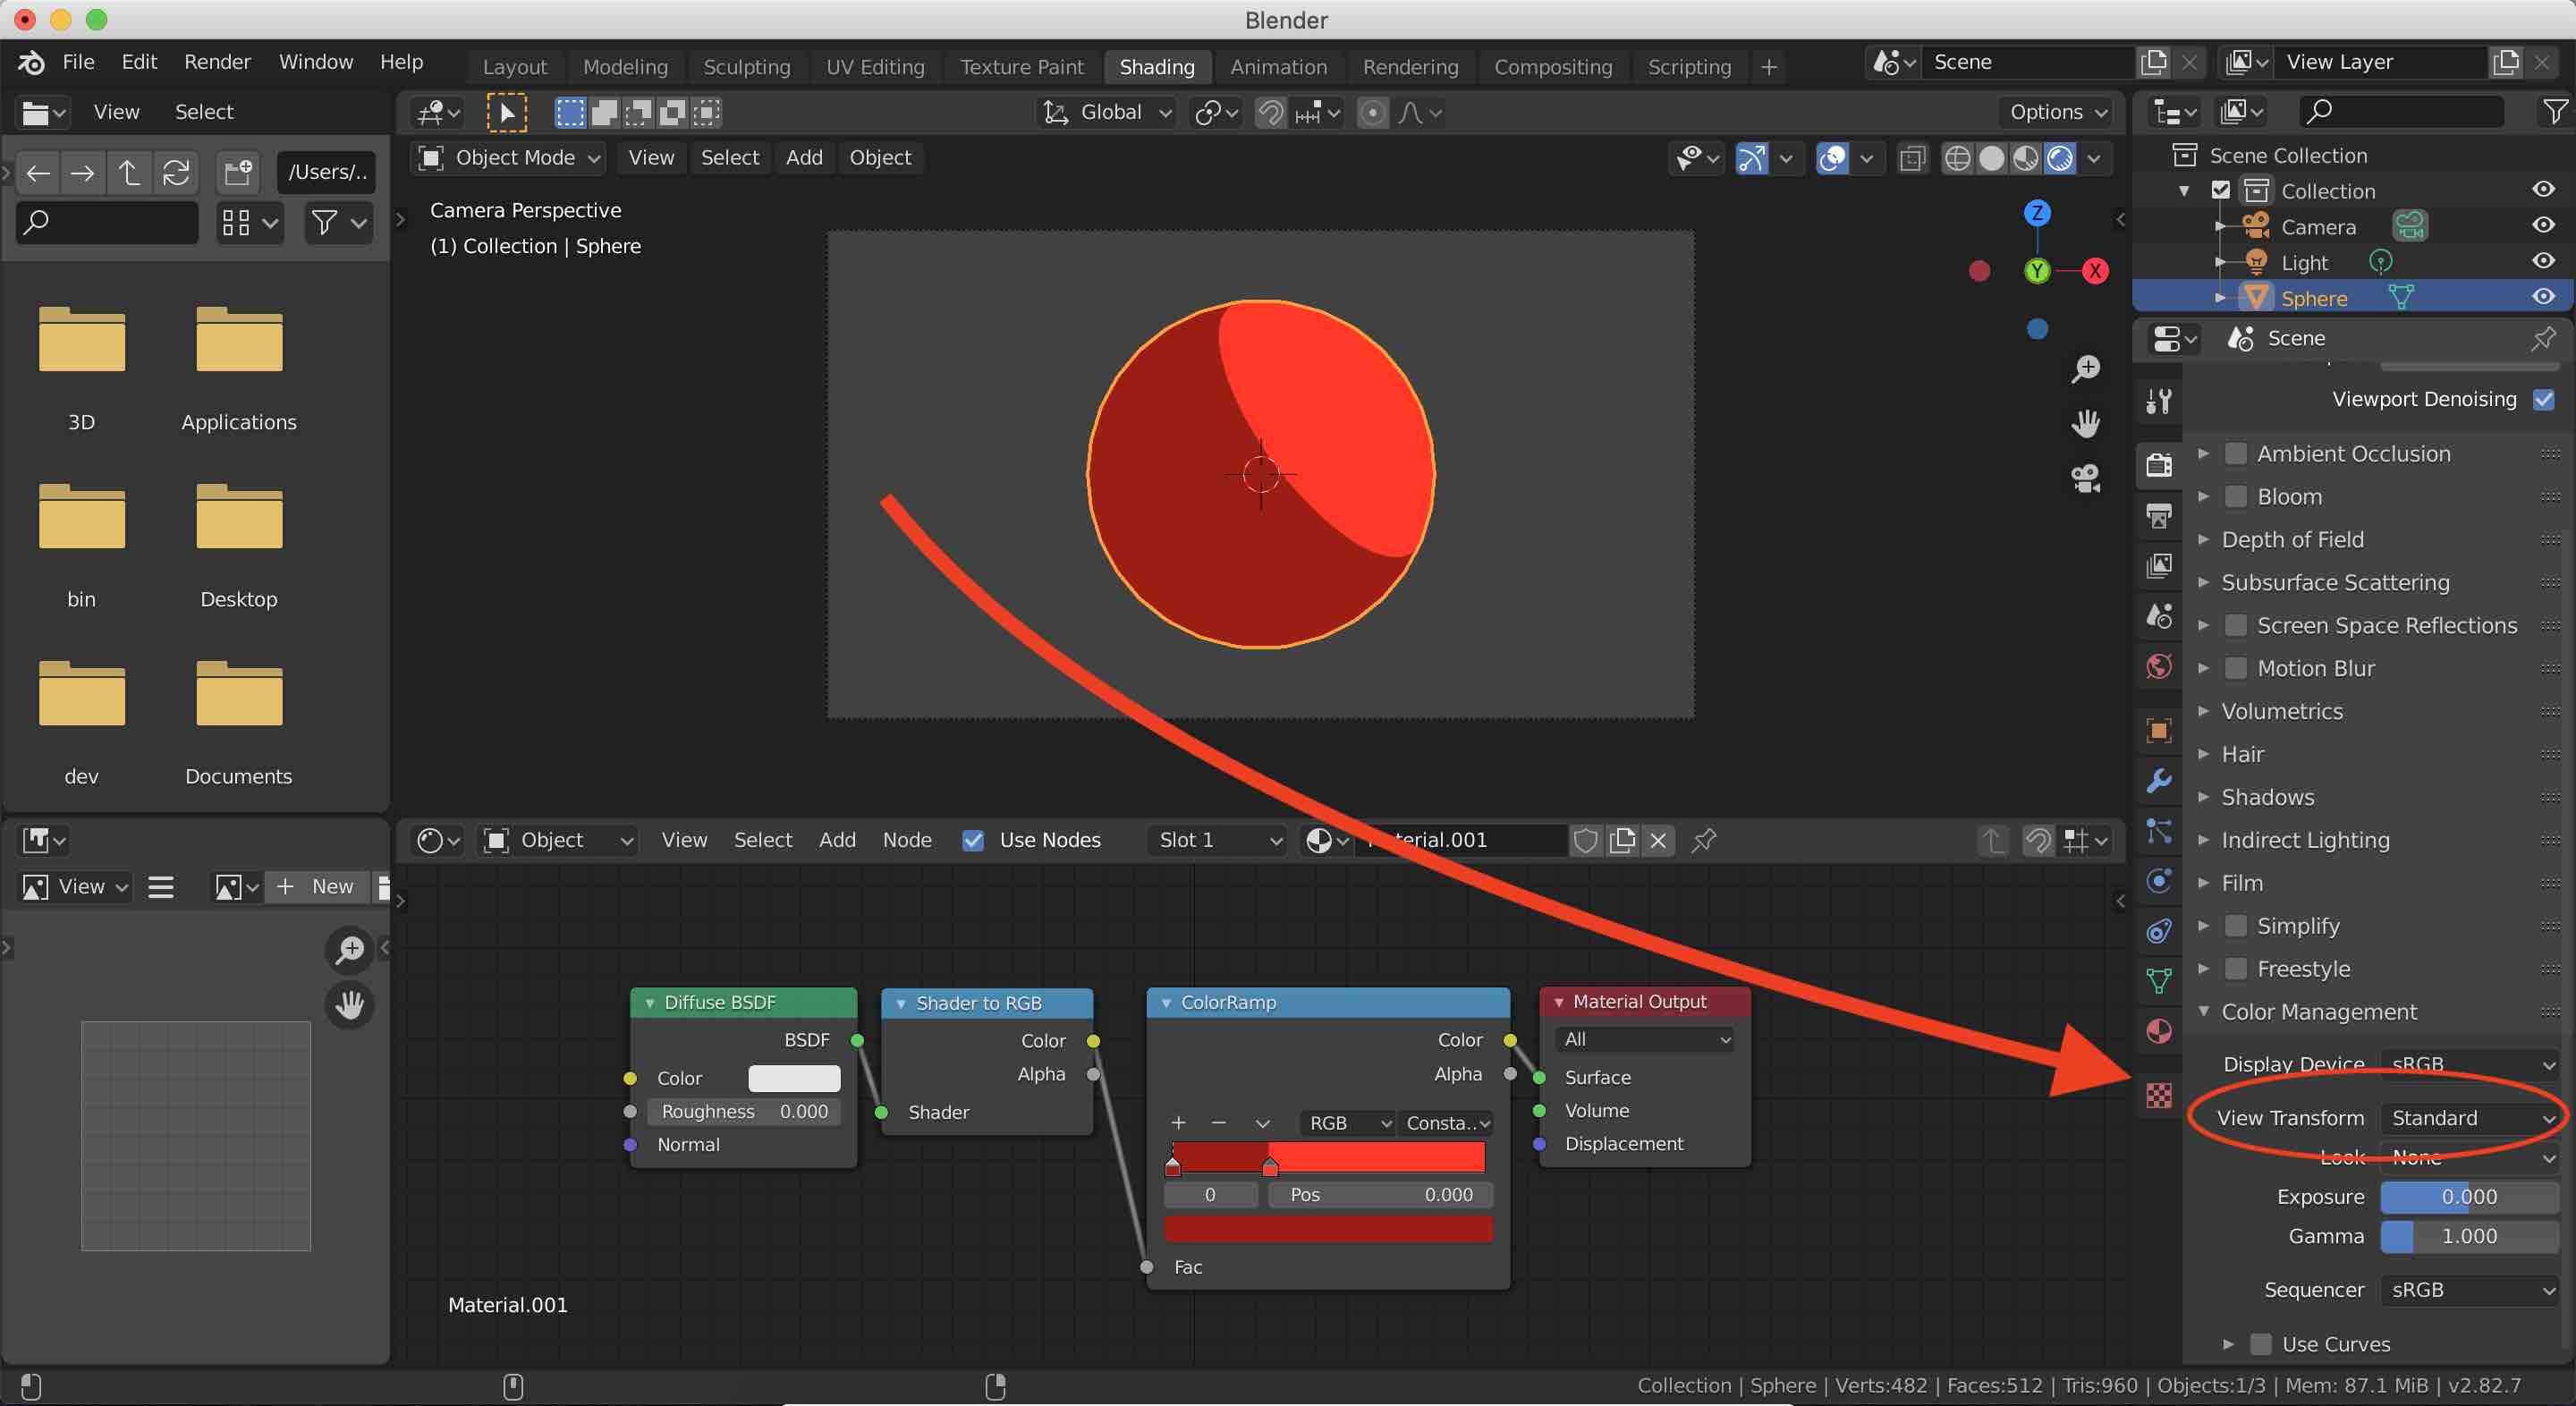 Blender
File Edit Render Window Help Layout Modeling Sculpting UV Editing Texture Paint Shading Animation Rendering Compositing Scripting + Scene View Layer
View Select
Global Options
/Users/..
Object Mode View Select Add Object
Camera Perspective
(1) Collection | Sphere
Z
Y
X
3D Applications
bin Desktop
dev Documents
Scene Collection
Collection
Camera
Light
Sphere
Scene
Viewport Denoising
Ambient Occlusion
Bloom
Depth of Field
Subsurface Scattering
Screen Space Reflections
Motion Blur
Volumetrics
Hair
Shadows
Indirect Lighting
Film
Simplify
Freestyle
Color Management
Display Device sRGB
View Transform Standard
Look None
Exposure 0.000
Gamma 1.000
Sequencer sRGB
Use Curves
View + New
Object View Select Add Node Use Nodes Slot 1 terial.001
Diffuse BSDF
BSDF
Color
Roughness 0.000
Normal
Shader to RGB
Color
Alpha
Shader
ColorRamp
Color
Alpha
+ − RGB Consta..
0 Pos 0.000
Fac
Material Output
All
Surface
Volume
Displacement
Material.001
Collection | Sphere | Verts:482 | Faces:512 | Tris:960 | Objects:1/3 | Mem: 87.1 MiB | v2.82.7